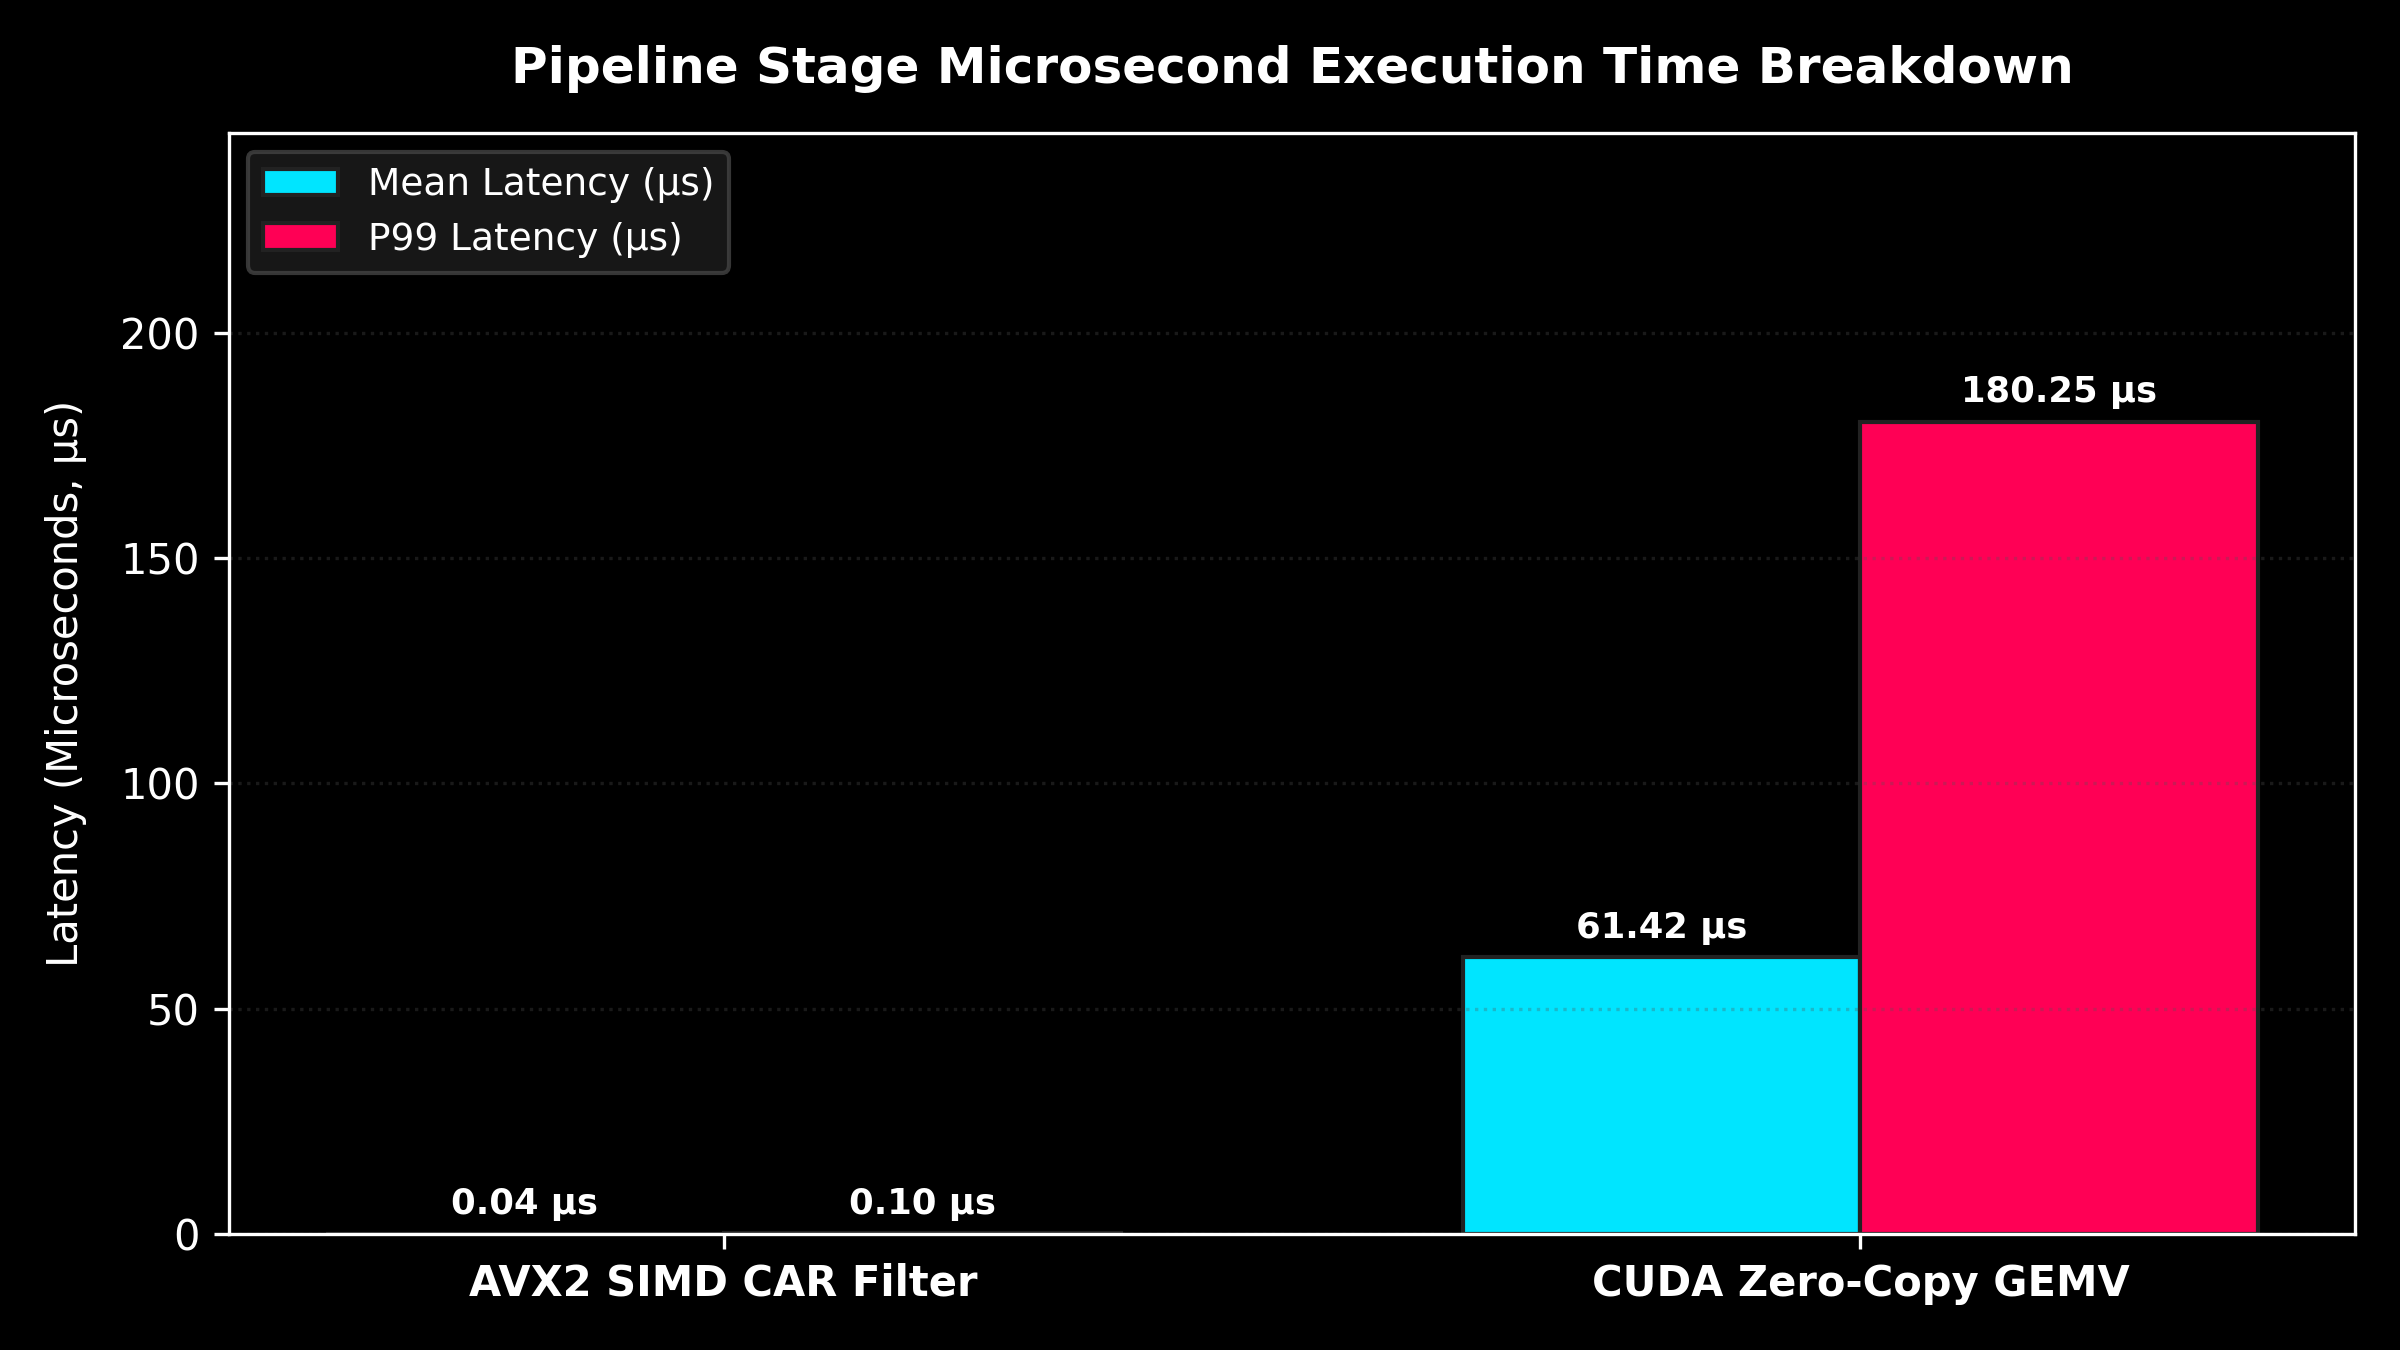 Pipeline Stage Microsecond Execution Time Breakdown
Mean Latency (µs)
P99 Latency (µs)
Latency (Microseconds, µs)
200
150
100
50
0
180.25 µs
61.42 µs
0.04 µs
0.10 µs
AVX2 SIMD CAR Filter
CUDA Zero-Copy GEMV